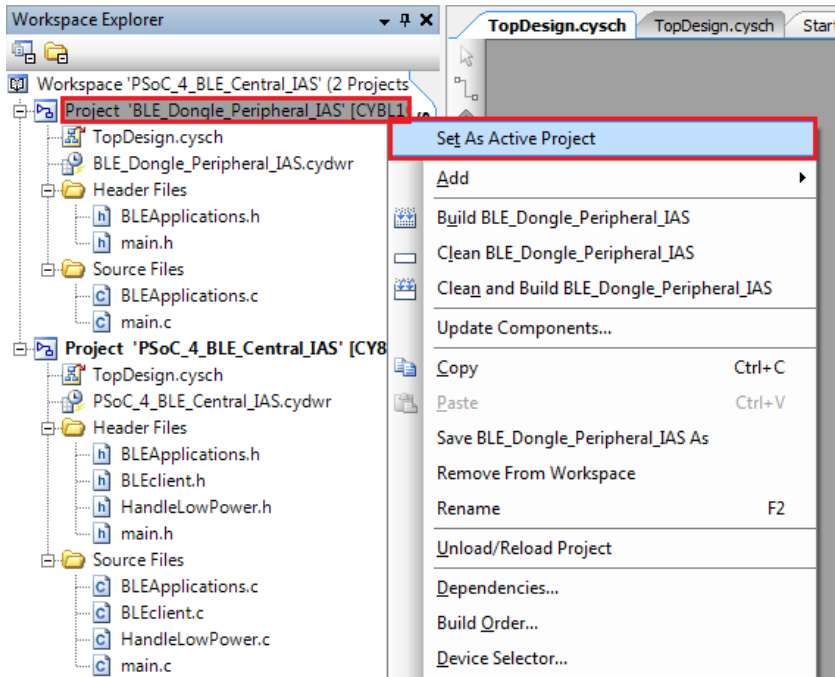 Workspace Explorer
TopDesign.cysch
TopDesign.cysch
Start
Workspace 'PSoC_4_BLE_Central_IAS' (2 Projects
Project 'BLE_Dongle_Peripheral_IAS' [CYBL1
TopDesign.cysch
BLE_Dongle_Peripheral_IAS.cydwr
Header Files
BLEApplications.h
main.h
Source Files
BLEApplications.c
main.c
Project 'PSoC_4_BLE_Central_IAS' [CY8
TopDesign.cysch
PSoC_4_BLE_Central_IAS.cydwr
Header Files
BLEApplications.h
BLEclient.h
HandleLowPower.h
main.h
Source Files
BLEApplications.c
BLEclient.c
HandleLowPower.c
main.c
Set As Active Project
Add
Build BLE_Dongle_Peripheral_IAS
Clean BLE_Dongle_Peripheral_IAS
Clean and Build BLE_Dongle_Peripheral_IAS
Update Components...
Copy Ctrl+C
Paste Ctrl+V
Save BLE_Dongle_Peripheral_IAS As
Remove From Workspace
Rename F2
Unload/Reload Project
Dependencies...
Build Order...
Device Selector...